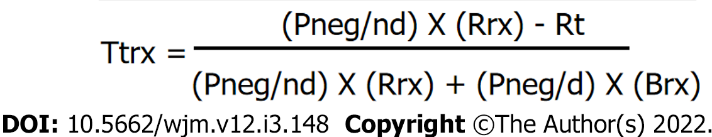 Ttrx = (Pneg/nd) X (Rrx) - Rt
(Pneg/nd) X (Rrx) + (Pneg/d) X (Brx)
DOI: 10.5662/wjm.v12.i3.148 Copyright ©The Author(s) 2022.